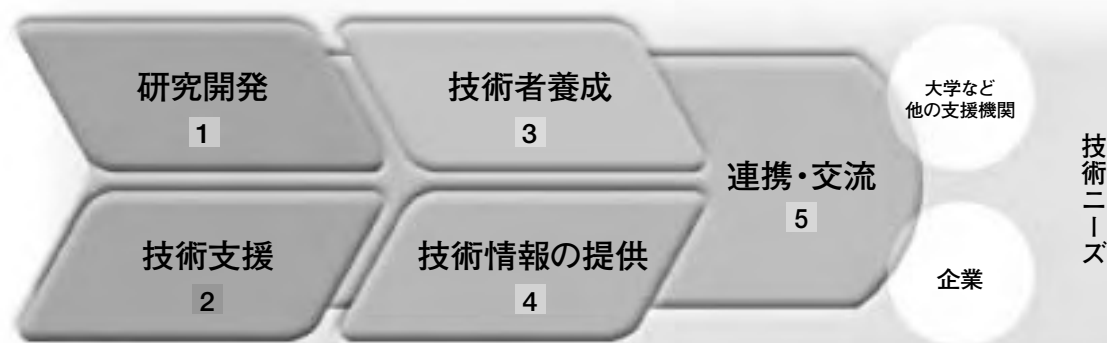 研究開発
1
技術者養成
3
技術支援
2
技術情報の提供
4
連携・交流
5
大学など
他の支援機関
企業
技術ニーズ